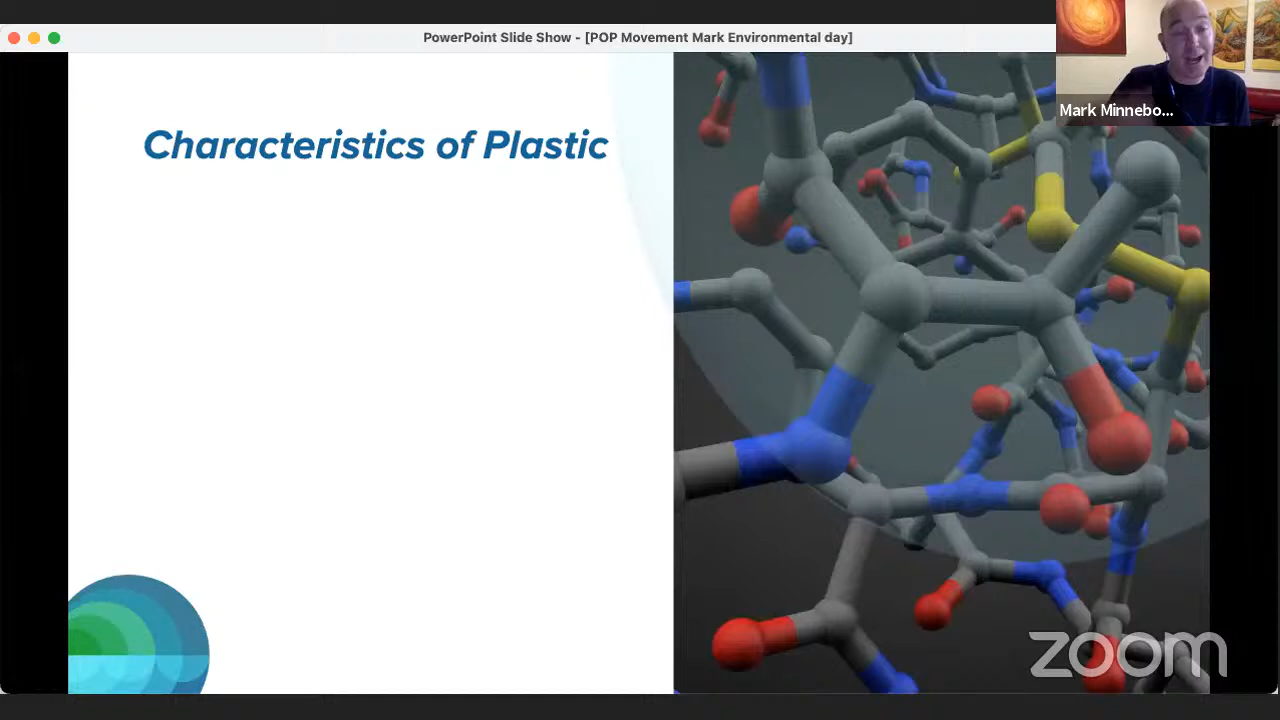 PowerPoint Slide Show - [POP Movement Mark Environmental day]
Mark Minnebo...
Characteristics of Plastic
zoom